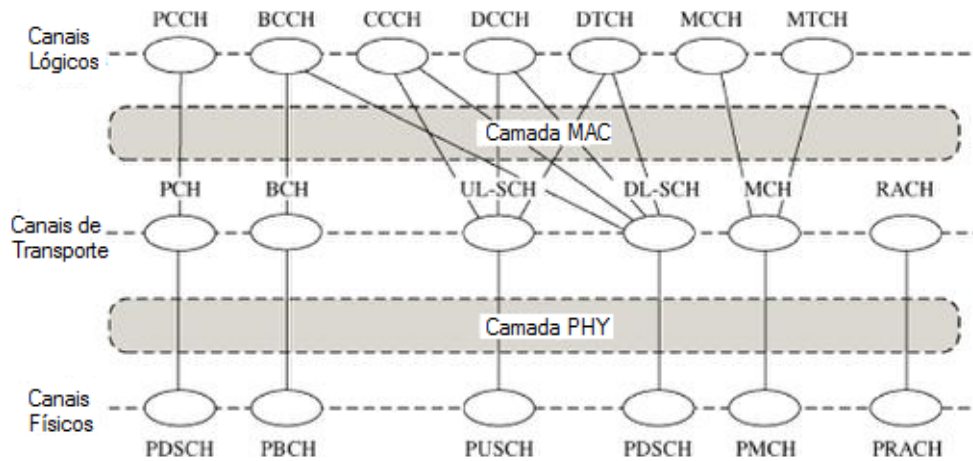 PCCH BCCH CCCH DCCH DTCH MCCH MTCH
Canais
Lógicos
Camada MAC
PCH BCH UL-SCH DL-SCH MCH RACH
Canais de
Transporte
Camada PHY
Canais
Físicos
PDSCH PBCH PUSCH PDSCH PMCH PRACH